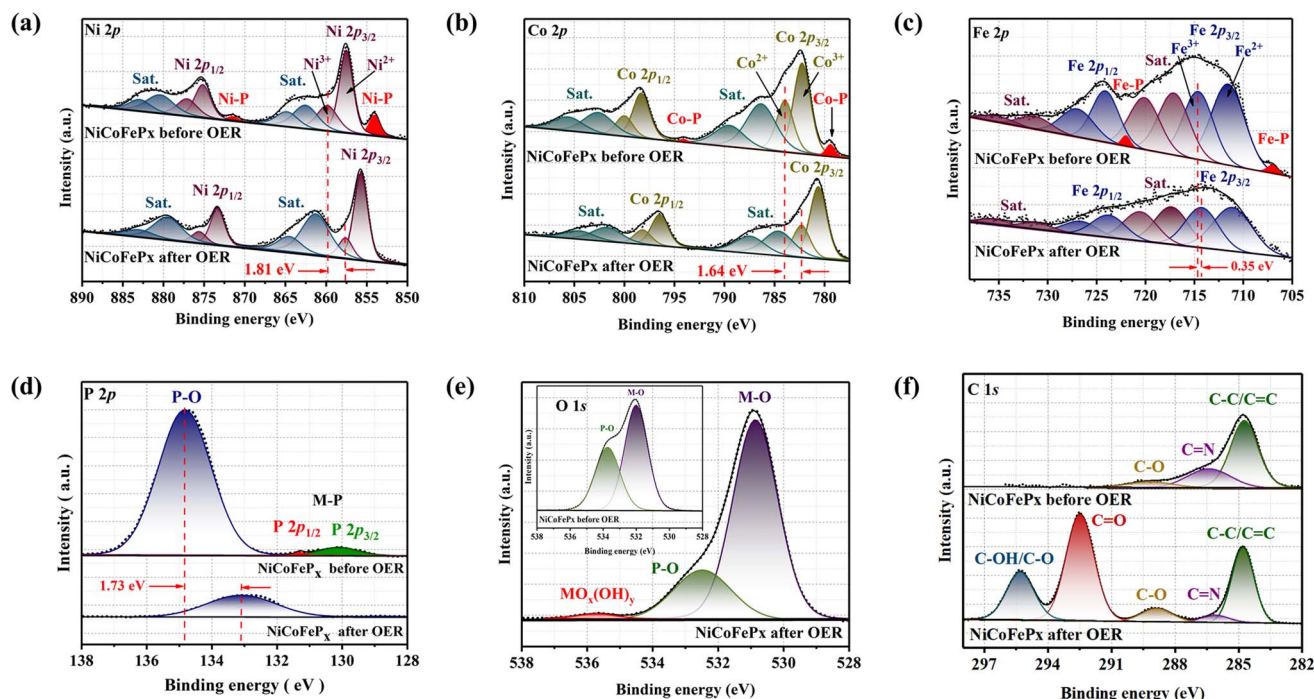 (a)
Ni 2p
Ni 2p3/2
Ni3+
Ni2+
Ni 2p1/2
Sat.
Sat.
Ni-P
Ni-P
NiCoFePx before OER
Ni 2p3/2
Ni 2p1/2
Sat.
Sat.
NiCoFePx after OER
1.81 eV
Intensity (a.u.)
890 885 880 875 870 865 860 855 850
Binding energy (eV)
(b)
Co 2p
Co 2p3/2
Co2+
Co3+
Co 2p1/2
Sat.
Sat.
Co-P
Co-P
NiCoFePx before OER
Co 2p3/2
Co 2p1/2
Sat.
Sat.
NiCoFePx after OER
1.64 eV
Intensity (a.u.)
810 804 798 792 786 780
Binding energy (eV)
(c)
Fe 2p
Fe 2p3/2
Fe3+
Fe2+
Sat.
Fe 2p1/2
Fe-P
Sat.
Fe-P
NiCoFePx before OER
Fe 2p3/2
Sat.
Fe 2p1/2
Sat.
NiCoFePx after OER
0.35 eV
Intensity (a.u.)
735 730 725 720 715 710 705
Binding energy (eV)
(d)
P 2p
P-O
M-P
P 2p1/2
P 2p3/2
NiCoFePx before OER
1.73 eV
NiCoFePx after OER
Intensity ( a.u. )
138 136 134 132 130 128
Binding energy ( eV )
(e)
O 1s
M-O
P-O
Intensity (a.u.)
NiCoFePx before OER
538 536 534 532 530 528
Binding energy (eV)
M-O
P-O
MOx(OH)y
NiCoFePx after OER
Intensity (a.u.)
538 536 534 532 530 528
Binding energy (eV)
(f)
C 1s
C-C/C=C
C=N
C-O
NiCoFePx before OER
C=O
C-C/C=C
C-OH/C-O
C-O
C=N
NiCoFePx after OER
Intensity (a.u.)
297 294 291 288 285 282
Binding energy (eV)